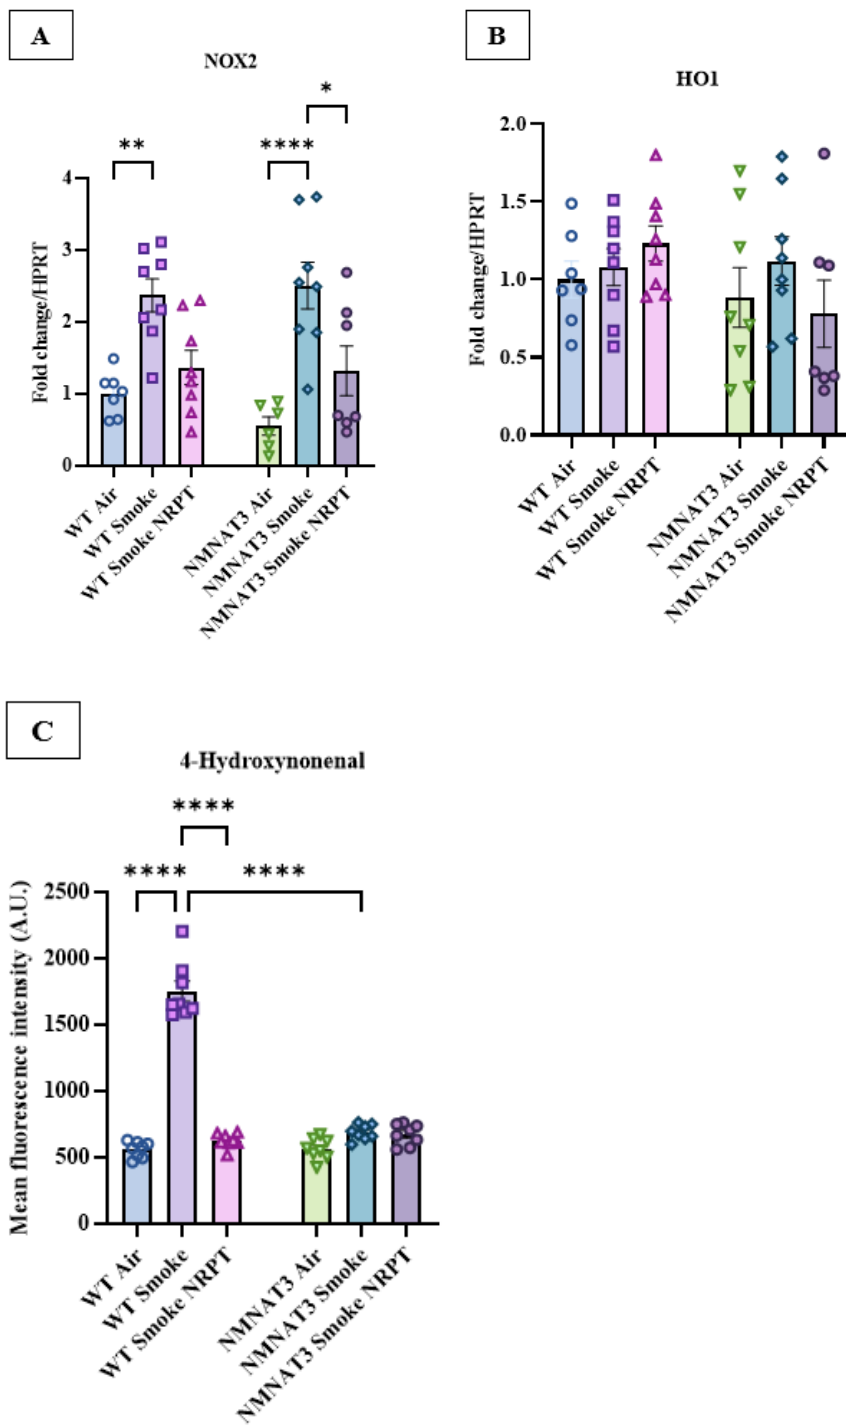 A
NOX2
** **** *
Fold change/HPRT
4
3
2
1
0
WT Air
WT Smoke
WT Smoke NRPT
NMNAT3 Air
NMNAT3 Smoke
NMNAT3 Smoke NRPT
B
HO1
Fold change/HPRT
2.0
1.5
1.0
0.5
0.0
WT Air
WT Smoke
WT Smoke NRPT
NMNAT3 Air
NMNAT3 Smoke
NMNAT3 Smoke NRPT
C
4-Hydroxynonenal
****
**** ****
Mean fluorescence intensity (A.U.)
2500
2000
1500
1000
500
0
WT Air
WT Smoke
WT Smoke NRPT
NMNAT3 Air
NMNAT3 Smoke
NMNAT3 Smoke NRPT